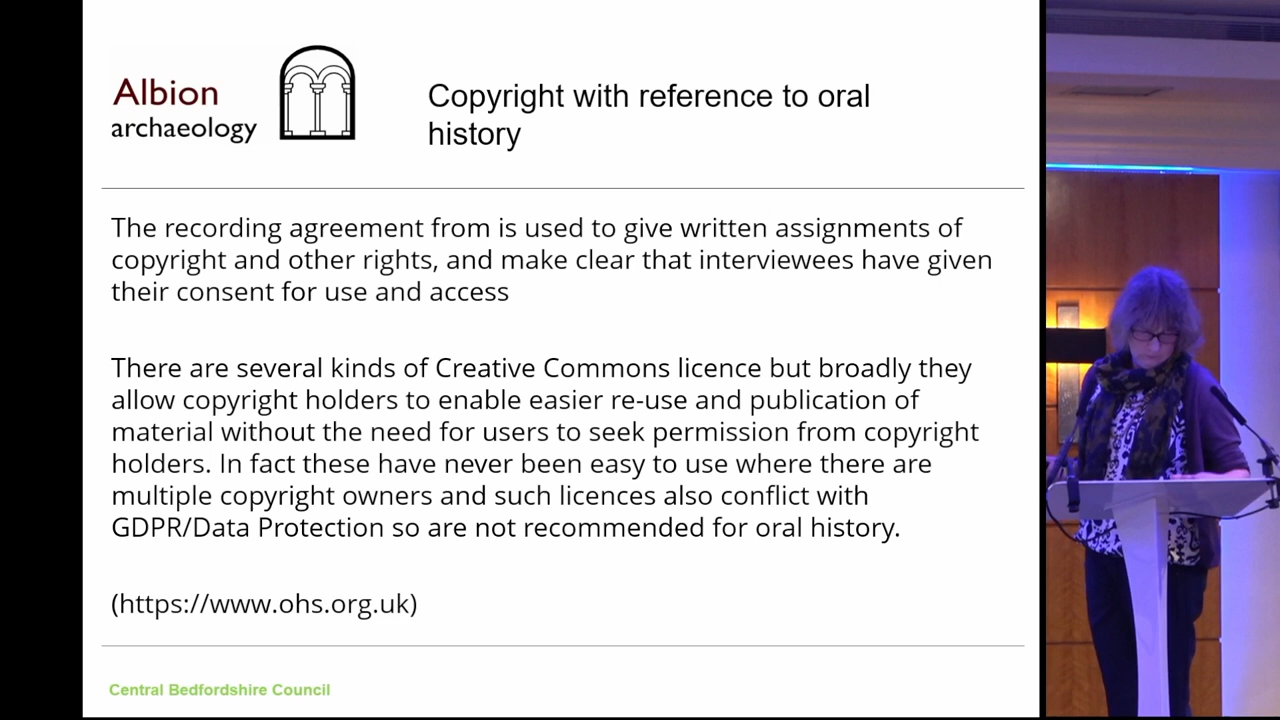 Albion
archaeology
Copyright with reference to oral
history
The recording agreement from is used to give written assignments of
copyright and other rights, and make clear that interviewees have given
their consent for use and access
There are several kinds of Creative Commons licence but broadly they
allow copyright holders to enable easier re-use and publication of
material without the need for users to seek permission from copyright
holders. In fact these have never been easy to use where there are
multiple copyright owners and such licences also conflict with
GDPR/Data Protection so are not recommended for oral history.
(https://www.ohs.org.uk)
Central Bedfordshire Council